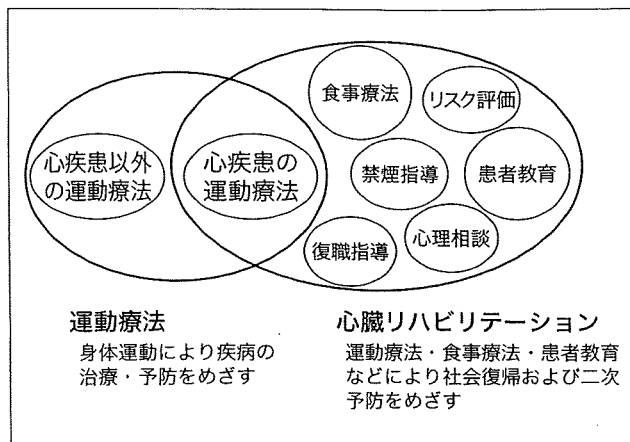 食事療法
リスク評価
心疾患以外
の運動療法
心疾患の
運動療法
禁煙指導
患者教育
復職指導
心理相談
運動療法
身体運動により疾病の
治療・予防をめざす
心臓リハビリテーション
運動療法・食事療法・患者教育
などにより社会復帰および二次
予防をめざす